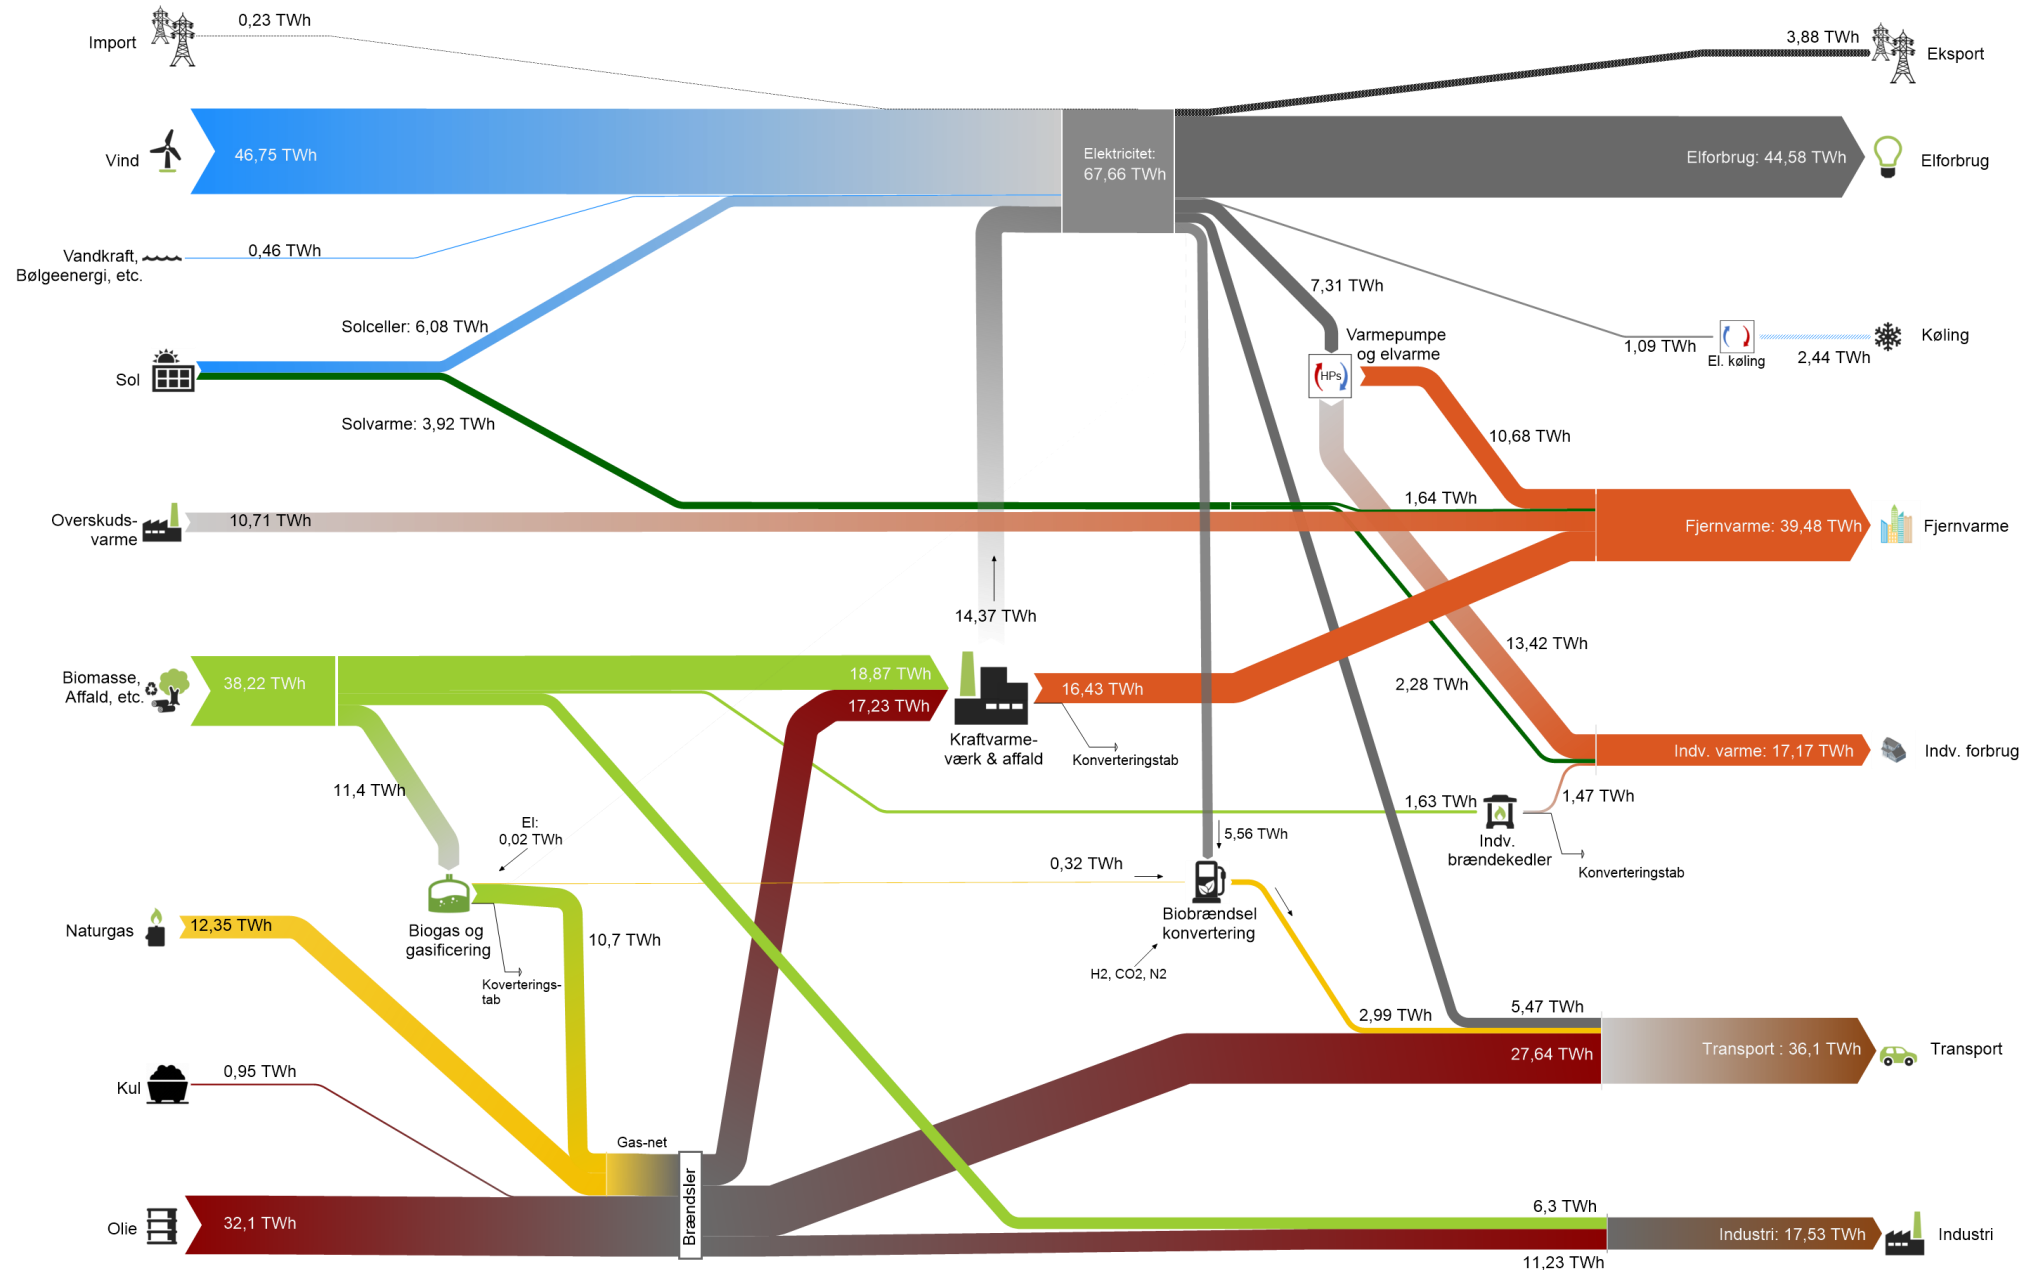 0,23 TWh
Import
3,88 TWh
Eksport
Vind
46,75 TWh
Elektricitet:
67,66 TWh
Elforbrug: 44,58 TWh
Elforbrug
Vandkraft,
Bølgeenergi, etc.
0,46 TWh
7,31 TWh
Solceller: 6,08 TWh
Varmepumpe
og elvarme
1,09 TWh
El. køling
2,44 TWh
Køling
Sol
HPs
Solvarme: 3,92 TWh
10,68 TWh
1,64 TWh
Overskuds-
varme
10,71 TWh
Fjernvarme: 39,48 TWh
Fjernvarme
14,37 TWh
13,42 TWh
Biomasse,
Affald, etc.
38,22 TWh
18,87 TWh
17,23 TWh
16,43 TWh
2,28 TWh
Kraftvarme-
værk & affald
Konverteringstab
Indv. varme: 17,17 TWh
Indv. forbrug
11,4 TWh
1,63 TWh
1,47 TWh
El:
0,02 TWh
5,56 TWh
Indv.
brændekedler
Konverteringstab
0,32 TWh
Biobrændsel
konvertering
Naturgas
12,35 TWh
Biogas og
gasificering
10,7 TWh
H2, CO2, N2
Koverterings-
tab
5,47 TWh
2,99 TWh
27,64 TWh
Transport : 36,1 TWh
Transport
0,95 TWh
Kul
Gas-net
Brændsler
Olie
32,1 TWh
6,3 TWh
Industri: 17,53 TWh
Industri
11,23 TWh